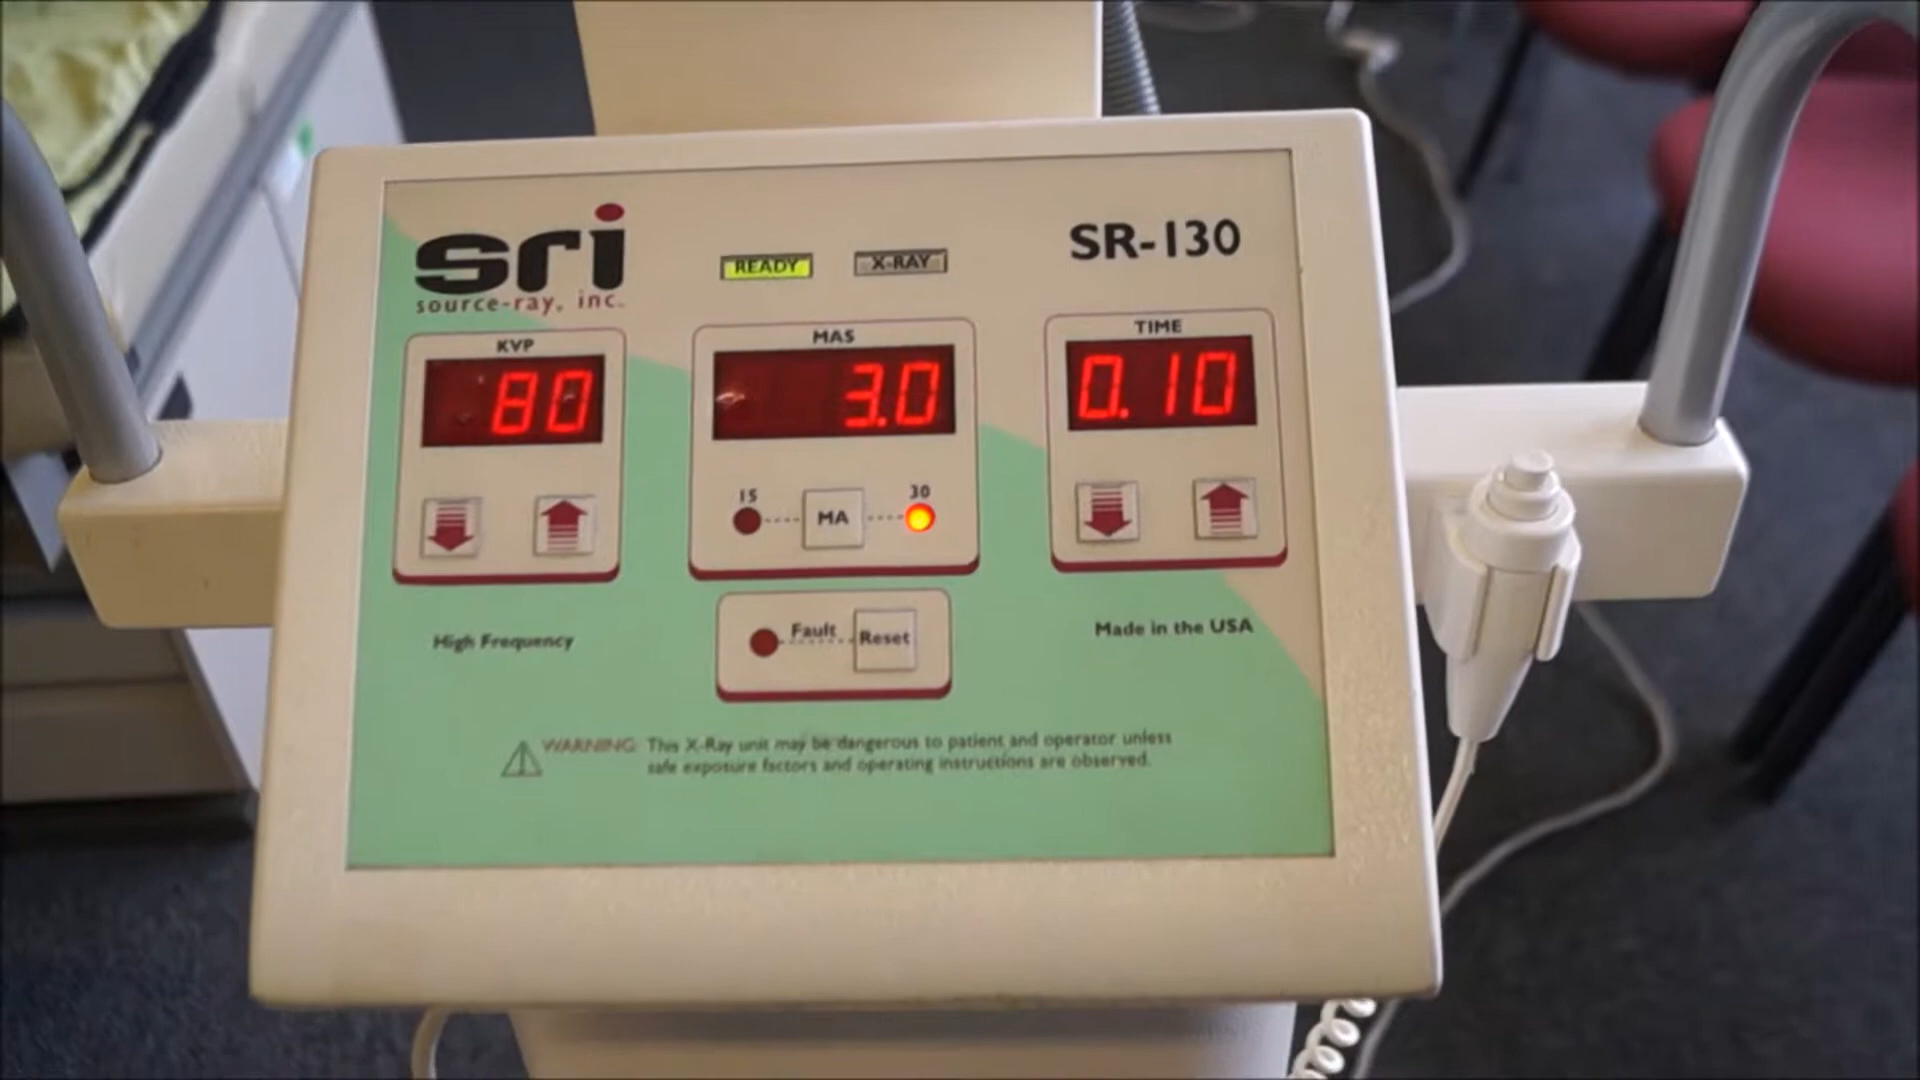 sri
source-ray, inc.
READY
X-RAY
SR-130
KVP
80
MAS
3.0
15
MA
30
TIME
0.10
Fault
Reset
High Frequency
Made in the USA
WARNING: This X-Ray unit may be dangerous to patient and operator unless
safe exposure factors and operating instructions are observed.